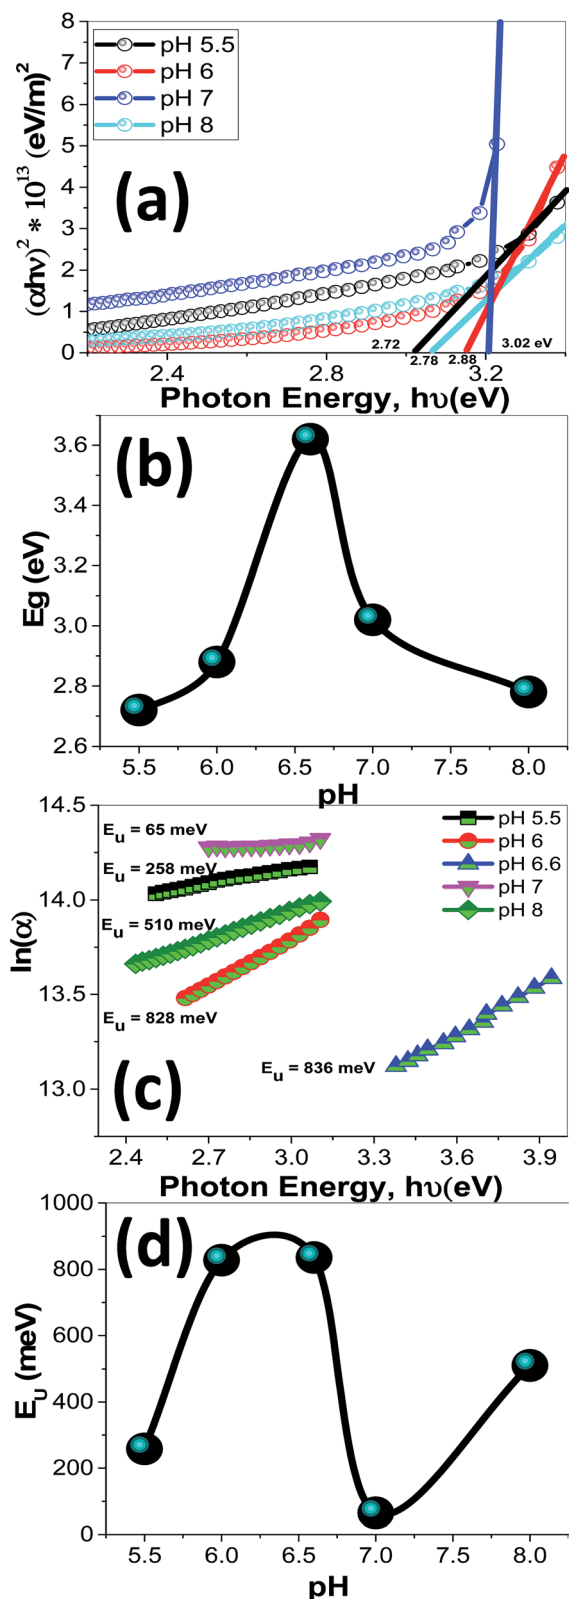 (a)
pH 5.5
pH 6
pH 7
pH 8
(αhν)² * 10¹³ (eV/m)²
8
7
6
5
4
3
2
1
0
2.72
2.78
2.88
3.02 eV
2.4
2.8
3.2
Photon Energy, hυ(eV)
(b)
Eg (eV)
3.6
3.4
3.2
3.0
2.8
2.6
5.5
6.0
6.5
7.0
7.5
8.0
pH
(c)
ln(α)
14.5
14.0
13.5
13.0
E_u = 65 meV
E_u = 258 meV
E_u = 510 meV
E_u = 828 meV
E_u = 836 meV
pH 5.5
pH 6
pH 6.6
pH 7
pH 8
2.4
2.7
3.0
3.3
3.6
3.9
Photon Energy, hυ(eV)
(d)
E_U (meV)
1000
800
600
400
200
0
5.5
6.0
6.5
7.0
7.5
8.0
pH